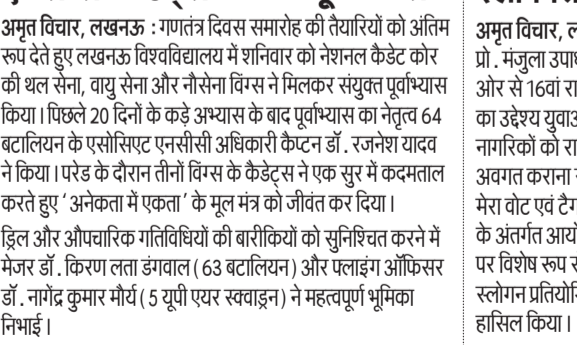 अमृत विचार, लखनऊ : गणतंत्र दिवस समारोह की तैयारियों को अंतिम
रूप देते हुए लखनऊ विश्वविद्यालय में शनिवार को नेशनल कैडेट कोर
की थल सेना, वायु सेना और नौसेना विंग्स ने मिलकर संयुक्त पूर्वाभ्यास
किया। पिछले 20 दिनों के कड़े अभ्यास के बाद पूर्वाभ्यास का नेतृत्व 64
बटालियन के एसोसिएट एनसीसी अधिकारी कैप्टन डॉ. रजनेश यादव
ने किया। परेड के दौरान तीनों विंग्स के कैडेट्स ने एक सुर में कदमताल
करते हुए ' अनेकता में एकता ' के मूल मंत्र को जीवंत कर दिया।
ड्रिल और औपचारिक गतिविधियों की बारीकियों को सुनिश्चित करने में
मेजर डॉ. किरण लता डंगवाल ( 63 बटालियन ) और फ्लाइंग ऑफिसर
डॉ. नागेंद्र कुमार मौर्य ( 5 यूपी एयर स्क्वाड्रन ) ने महत्वपूर्ण भूमिका
निभाई।
अमृत विचार,
प्रो. मंजुला
ओर से 16वां
का उद्देश्य
नागरिकों को
अवगत कराना
मेरा वोट एवं
के अंतर्गत
पर विशेष रूप
स्लोगन
हासिल किया।